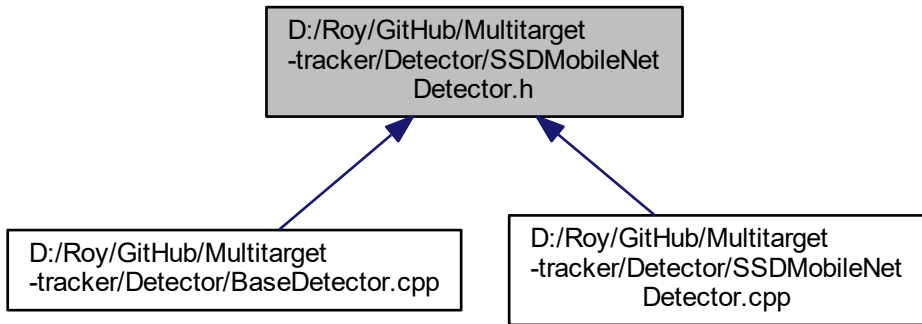 D:/Roy/GitHub/Multitarget
-tracker/Detector/SSDMobileNet
Detector.h
D:/Roy/GitHub/Multitarget
-tracker/Detector/BaseDetector.cpp
D:/Roy/GitHub/Multitarget
-tracker/Detector/SSDMobileNet
Detector.cpp